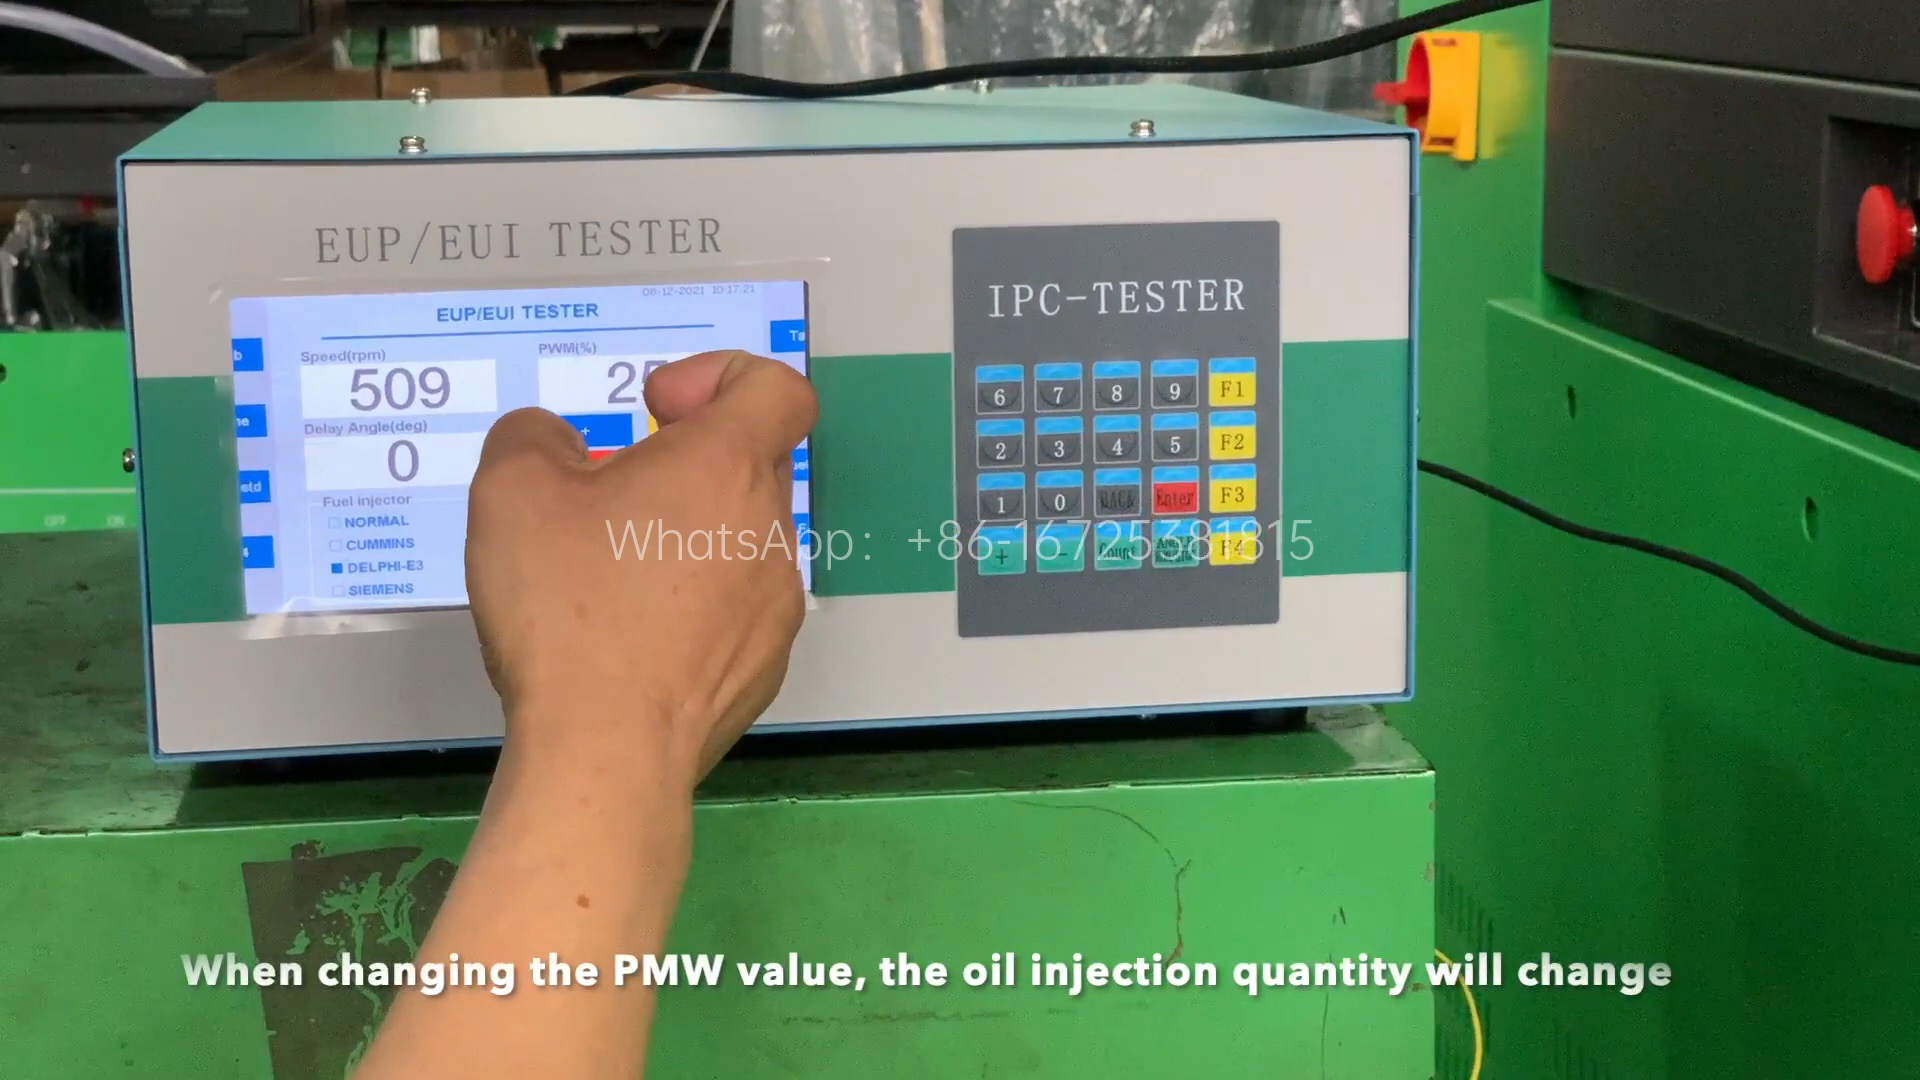 EUP/EUI TESTER
08-12-2021 10:17:21
EUP/EUI TESTER
Speed(rpm)
PWM(%)
509
Delay Angle(deg)
+
0
Fuel injector
NORMAL
CUMMINS
DELPHI-E3
SIEMENS
IPC-TESTER
6 7 8 9 F1
2 3 4 5 F2
1 0 BACK Enter F3
+ - Count F4
WhatsApp: +86-16725381815
When changing the PMW value, the oil injection quantity will change